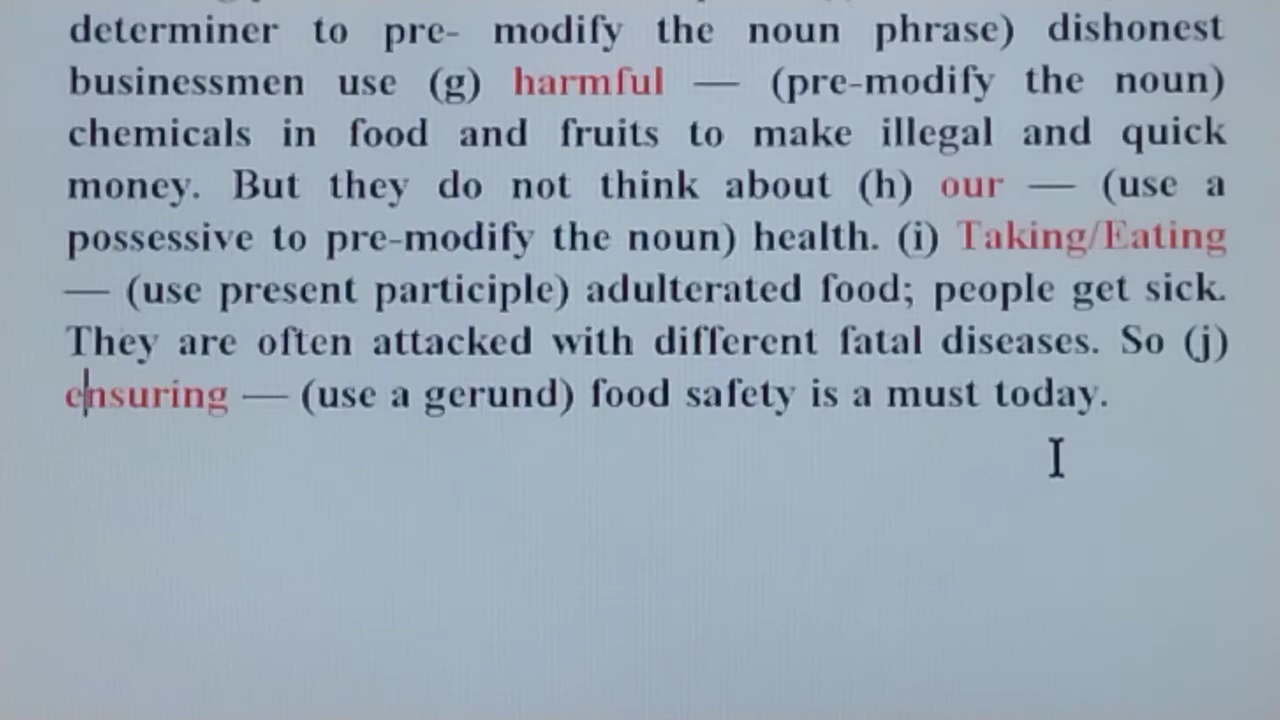 determiner to pre- modify the noun phrase) dishonest
businessmen use (g) harmful — (pre-modify the noun)
chemicals in food and fruits to make illegal and quick
money. But they do not think about (h) our — (use a
possessive to pre-modify the noun) health. (i) Taking/Eating
— (use present participle) adulterated food; people get sick.
They are often attacked with different fatal diseases. So (j)
ensuring — (use a gerund) food safety is a must today.